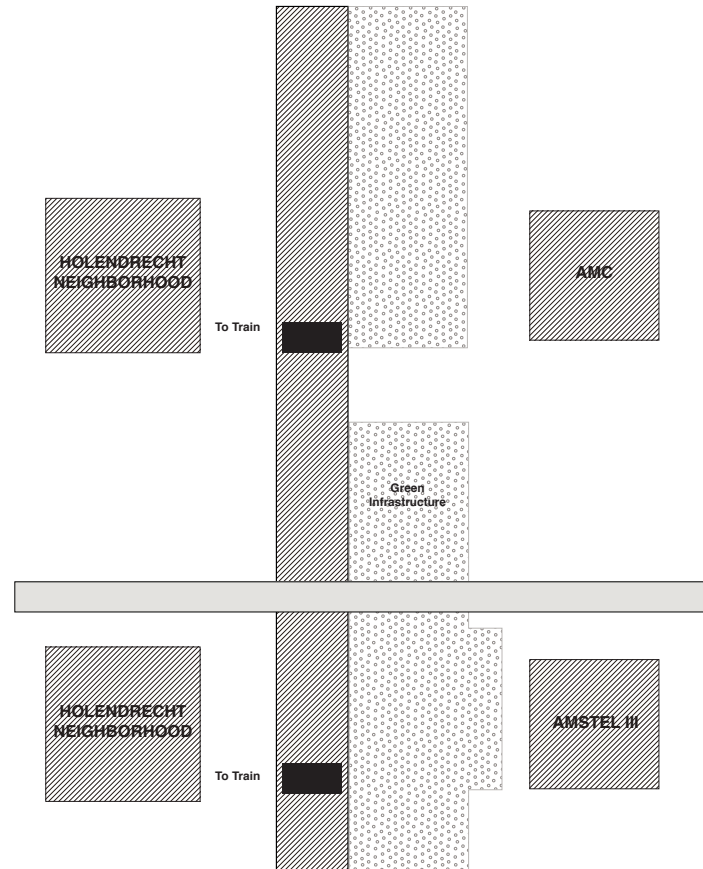 HOLENDRECHT
NEIGHBORHOOD
AMC
To Train
Green
Infrastructure
HOLENDRECHT
NEIGHBORHOOD
AMSTEL III
To Train